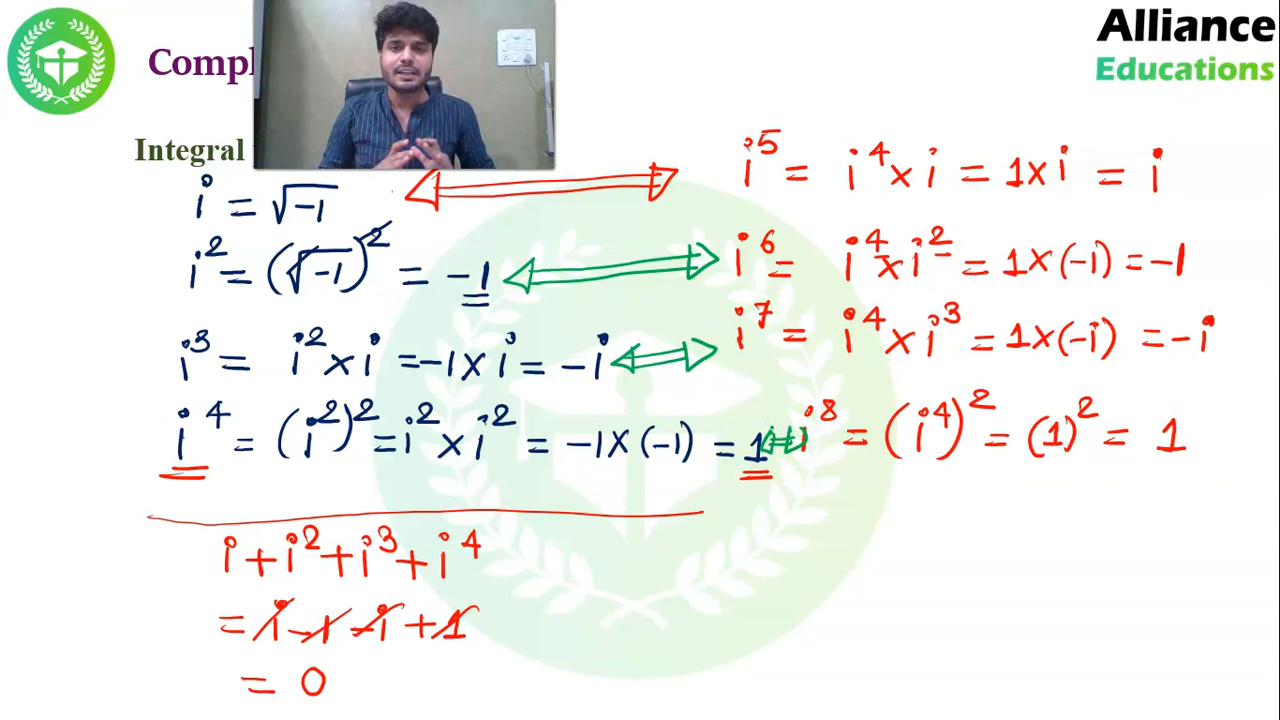 Alliance
Educations
Compl
Integral
i = √-1
i² = (√-1)² = -1
i³ = i² × i = -1 × i = -i
i⁴ = (i²)² = i² × i² = -1 × (-1) = 1
i⁵ = i⁴ × i = 1 × i = i
i⁶ = i⁴ × i² = 1 × (-1) = -1
i⁷ = i⁴ × i³ = 1 × (-i) = -i
i⁸ = (i⁴)² = (1)² = 1
i + i² + i³ + i⁴
= i - 1 - i + 1
= 0